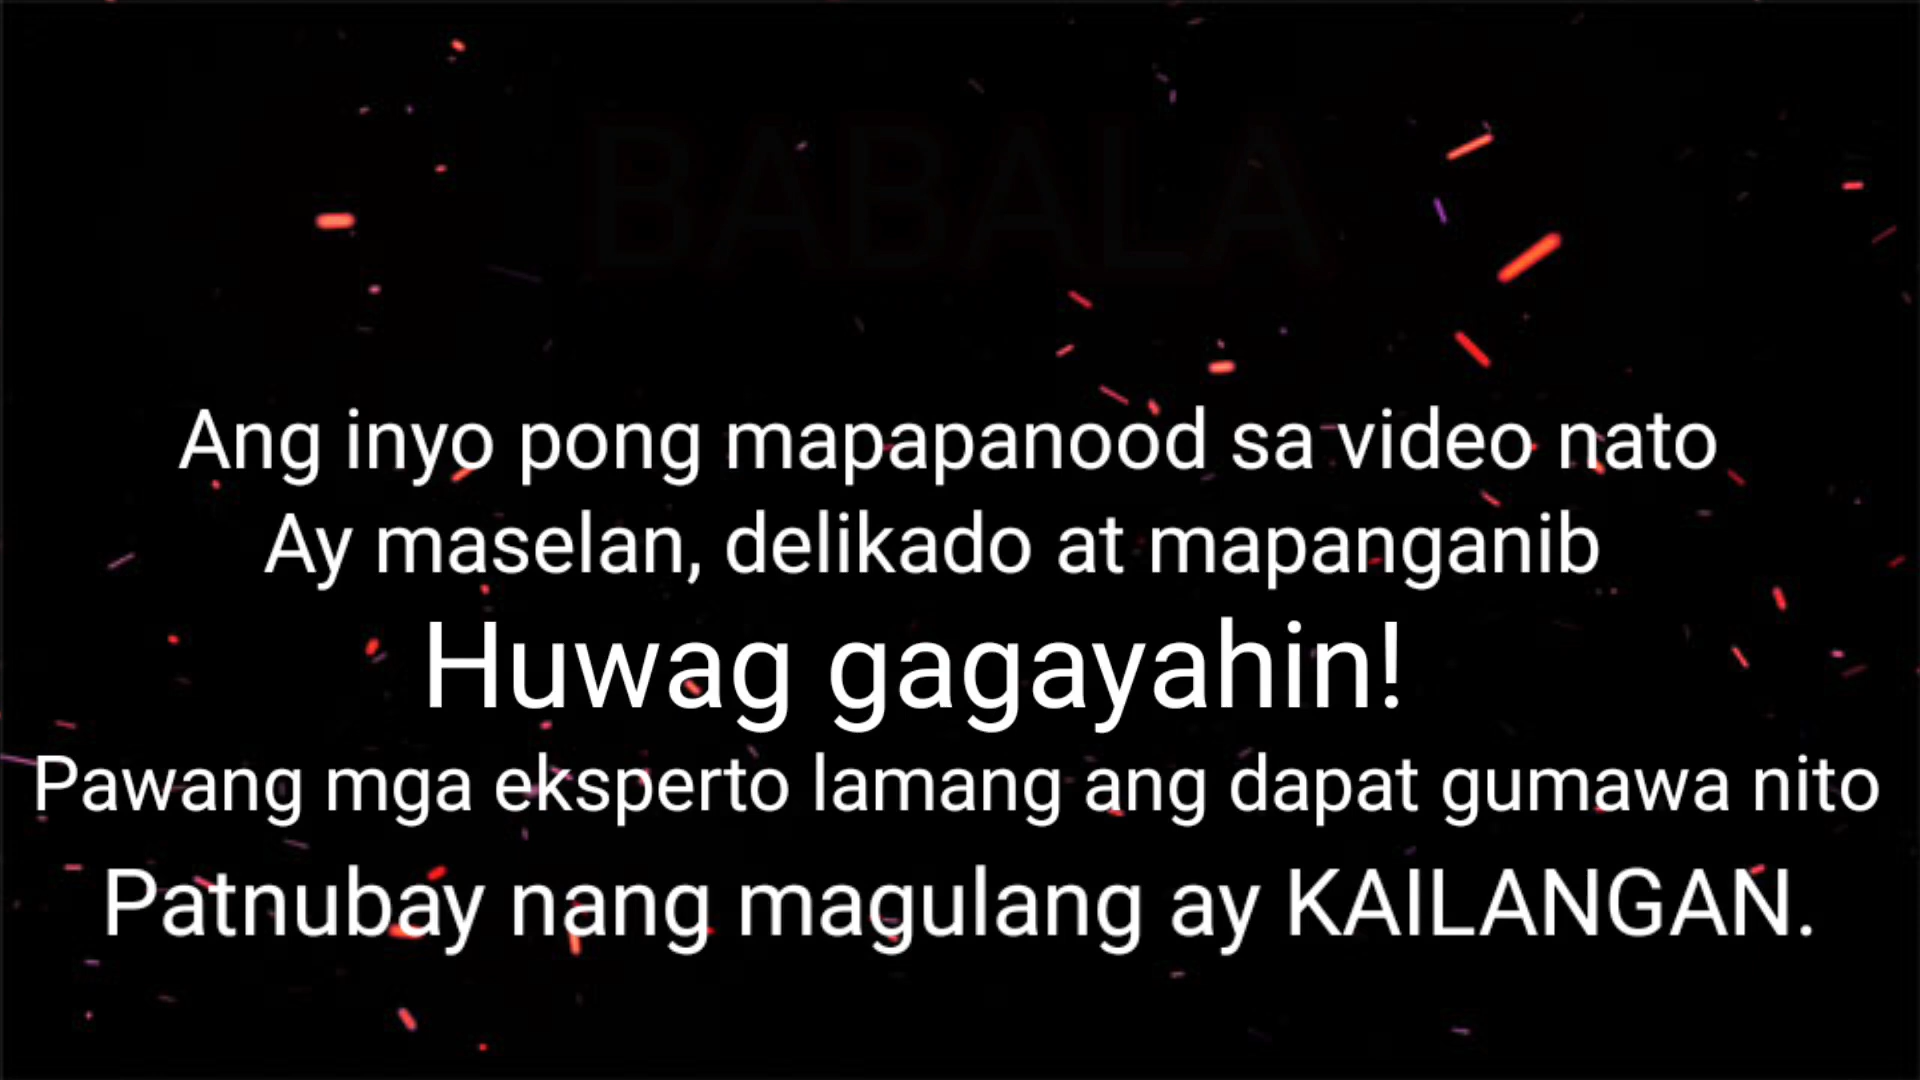 BABALA
Ang inyo pong mapapanood sa video nato
Ay maselan, delikado at mapanganib
Huwag gagayahin!
Pawang mga eksperto lamang ang dapat gumawa nito
Patnubay nang magulang ay KAILANGAN.